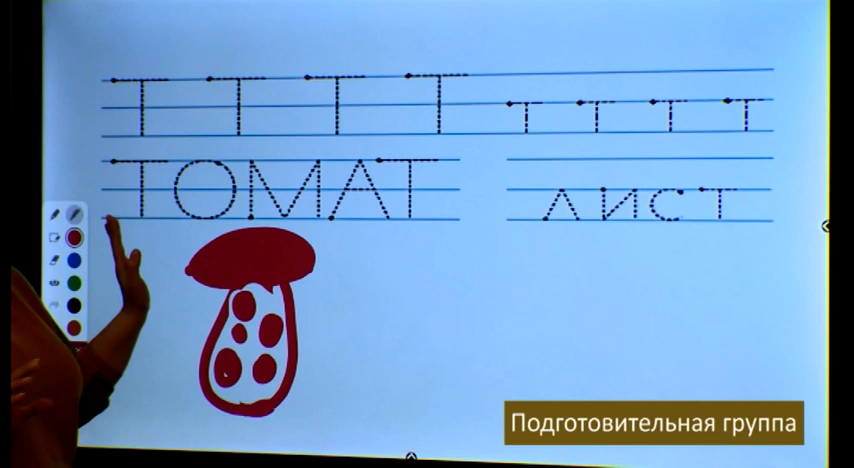 Т Т Т Т
т т т т
ТОМАТ
лист
Подготовительная группа